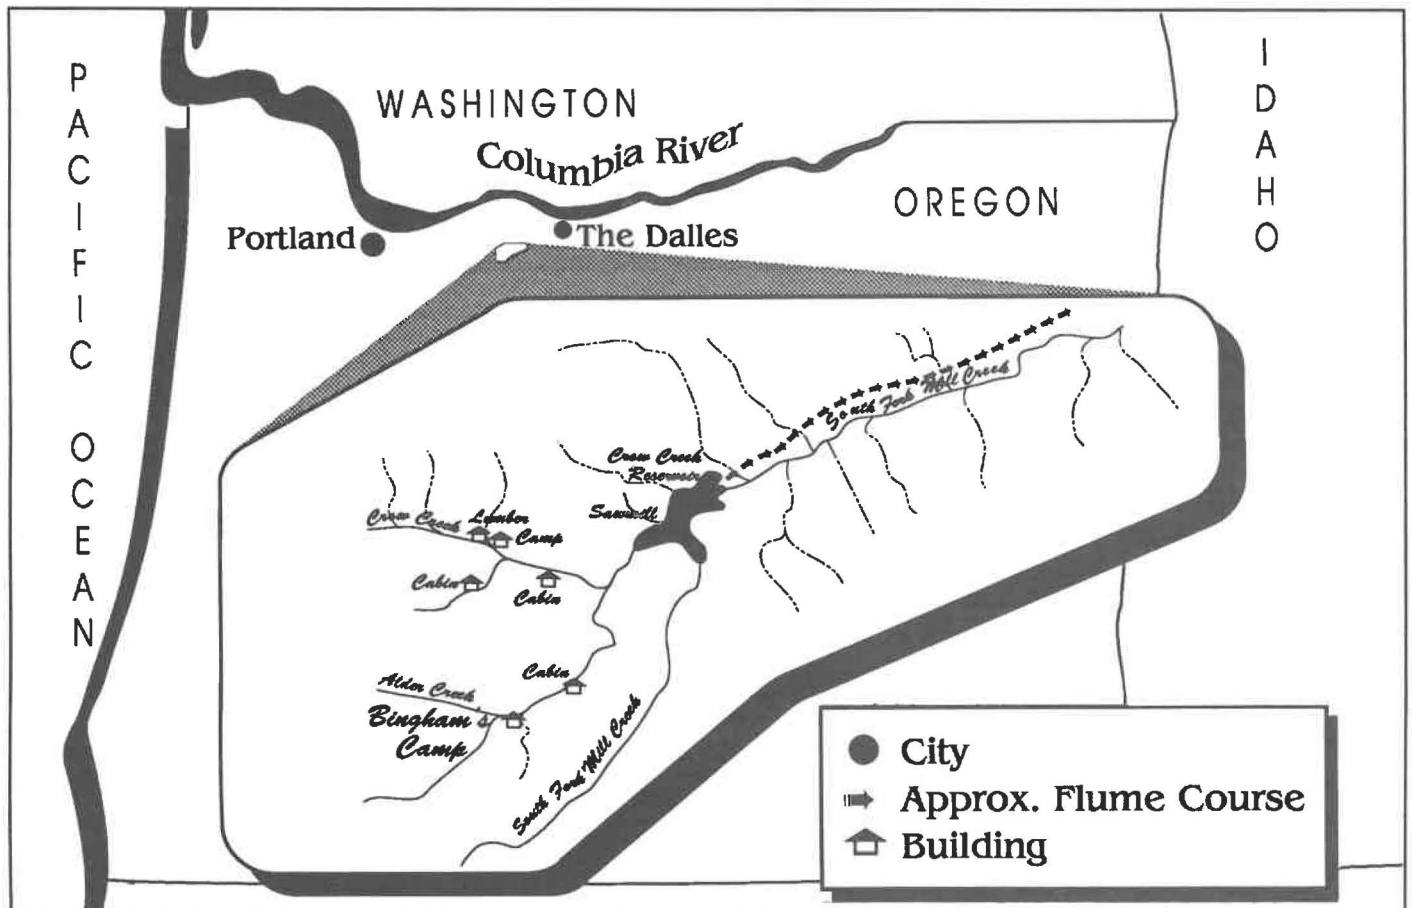 PACIFIC OCEAN
WASHINGTON
IDAHO
Columbia River
OREGON
Portland
The Dalles
South Fork Mill Creek
Crow Creek
Reservoir
Sawmill
Crow Creek
Lumber
Camp
Cabin
Cabin
Cabin
Alder Creek
Bingham
Camp
South Fork Mill Creek
City
Approx. Flume Course
Building